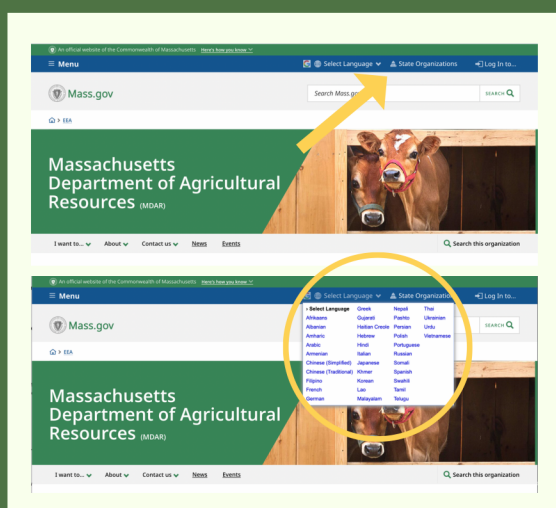 An official website of the Commonwealth of Massachusetts Here's how you know
Menu
Select Language
State Organizations
Log In to...
Mass.gov
Search Mass.gov
SEARCH
> EEA
Massachusetts
Department of Agricultural
Resources (MDAR)
I want to... About Contact us News Events
Search this organization
An official website of the Commonwealth of Massachusetts Here's how you know
Menu
Select Language
State Organizations
Log In to...
Mass.gov
SEARCH
> EEA
› Select Language Greek Nepali Thai
Afrikaans Gujarati Pashto Ukrainian
Albanian Haitian Creole Persian Urdu
Amharic Hebrew Polish Vietnamese
Arabic Hindi Portuguese
Armenian Italian Russian
Chinese (Simplified) Japanese Somali
Chinese (Traditional) Khmer Spanish
Filipino Korean Swahili
French Lao Tamil
German Malayalam Telugu
Massachusetts
Department of Agricultural
Resources (MDAR)
I want to... About Contact us News Events
Search this organization